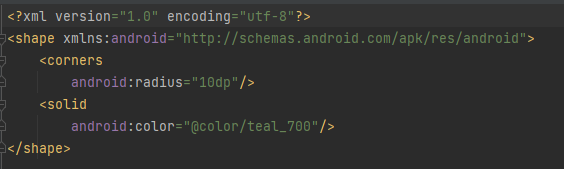 <?xml version="1.0" encoding="utf-8"?>
<shape xmlns:android="http://schemas.android.com/apk/res/android">
    <corners
        android:radius="10dp"/>
    <solid
        android:color="@color/teal_700"/>
</shape>